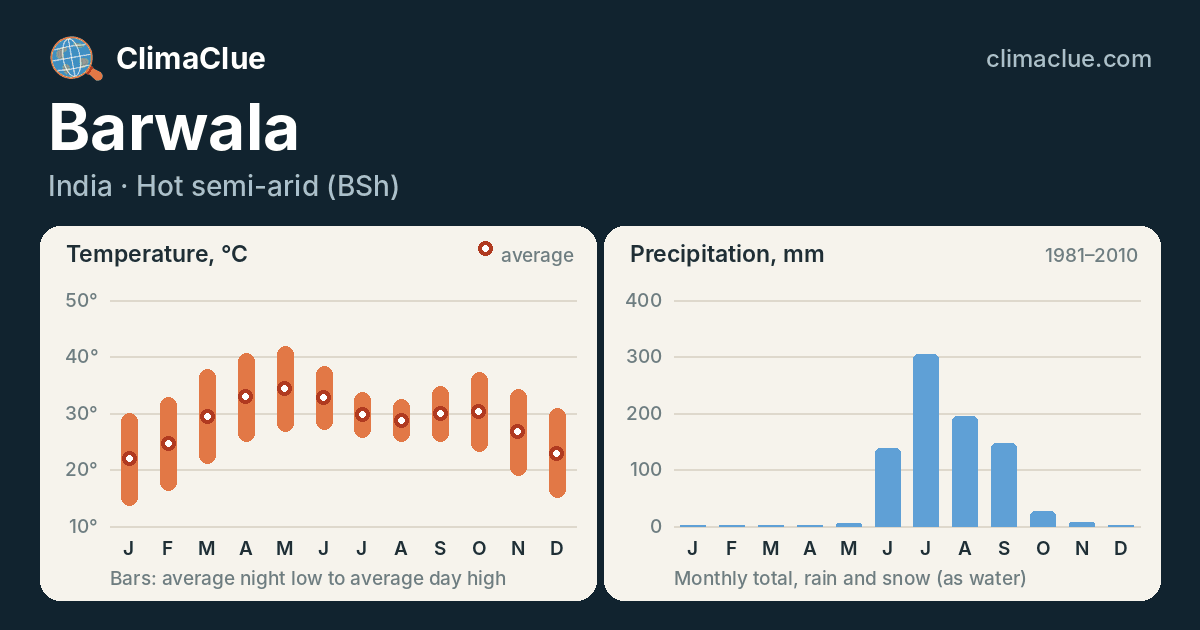 ClimaClue
climaclue.com
Barwala
India · Hot semi-arid (BSh)
Temperature, °C
average
50°
40°
30°
20°
10°
J F M A M J J A S O N D
Bars: average night low to average day high
Precipitation, mm
1981–2010
400
300
200
100
0
J F M A M J J A S O N D
Monthly total, rain and snow (as water)